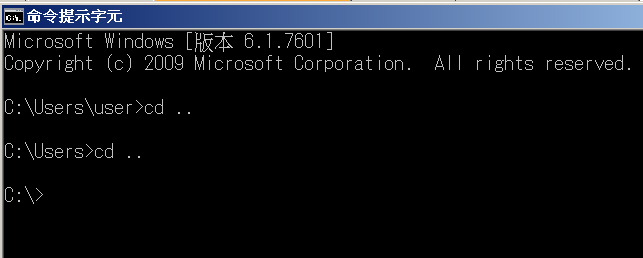 命令提示字元
Microsoft Windows [版本 6.1.7601]
Copyright (c) 2009 Microsoft Corporation.  All rights reserved.
C:\Users\user>cd ..
C:\Users>cd ..
C:\>